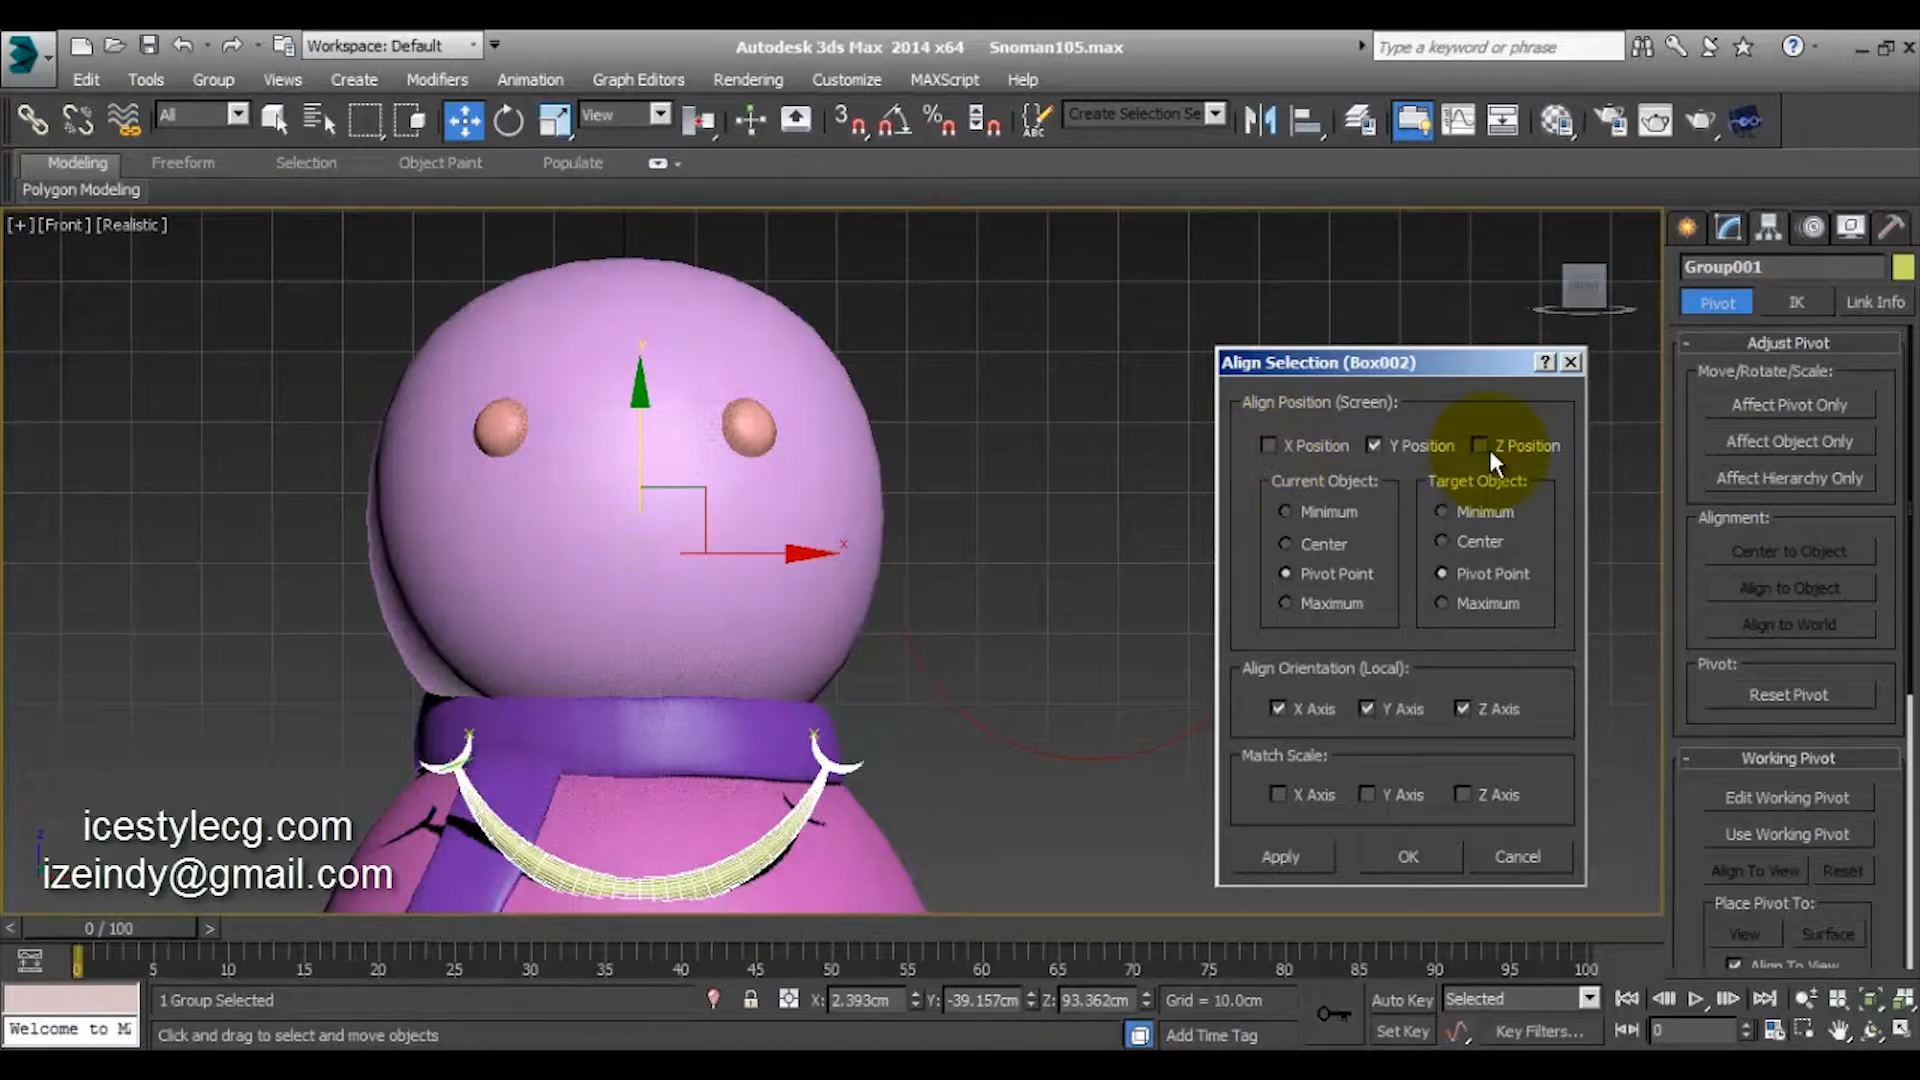 Workspace: Default
Autodesk 3ds Max 2014 x64 Snoman105.max
Type a keyword or phrase
Edit Tools Group Views Create Modifiers Animation Graph Editors Rendering Customize MAXScript Help
All
View
3
%
ABC
Create Selection Se
Modeling Freeform Selection Object Paint Populate
Polygon Modeling
[+][Front][Realistic]
Group001
Pivot IK Link Info
- Adjust Pivot
Move/Rotate/Scale:
Affect Pivot Only
Affect Object Only
Affect Hierarchy Only
Alignment:
Center to Object
Align to Object
Align to World
Pivot:
Reset Pivot
- Working Pivot
Edit Working Pivot
Use Working Pivot
Align To View Reset
Place Pivot To:
View Surface
Align To View
Align Selection (Box002)
Align Position (Screen):
X Position Y Position Z Position
Current Object: Target Object:
Minimum Minimum
Center Center
Pivot Point Pivot Point
Maximum Maximum
Align Orientation (Local):
X Axis Y Axis Z Axis
Match Scale:
X Axis Y Axis Z Axis
Apply OK Cancel
x
icestylecg.com
izeindy@gmail.com
< 0 / 100 >
0 5 10 15 20 25 30 35 40 45 50 55 60 65 70 75 80 85 90 95 100
1 Group Selected X: 2.393cm Y: -39.157cm Z: 93.362cm Grid = 10.0cm Auto Key Selected
Welcome to M
Click and drag to select and move objects Add Time Tag Set Key Key Filters... 0